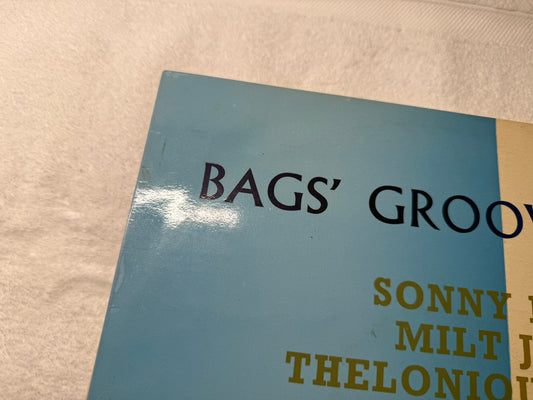 BAGS' GROOV
SONNY
MILT J
THELONIOU